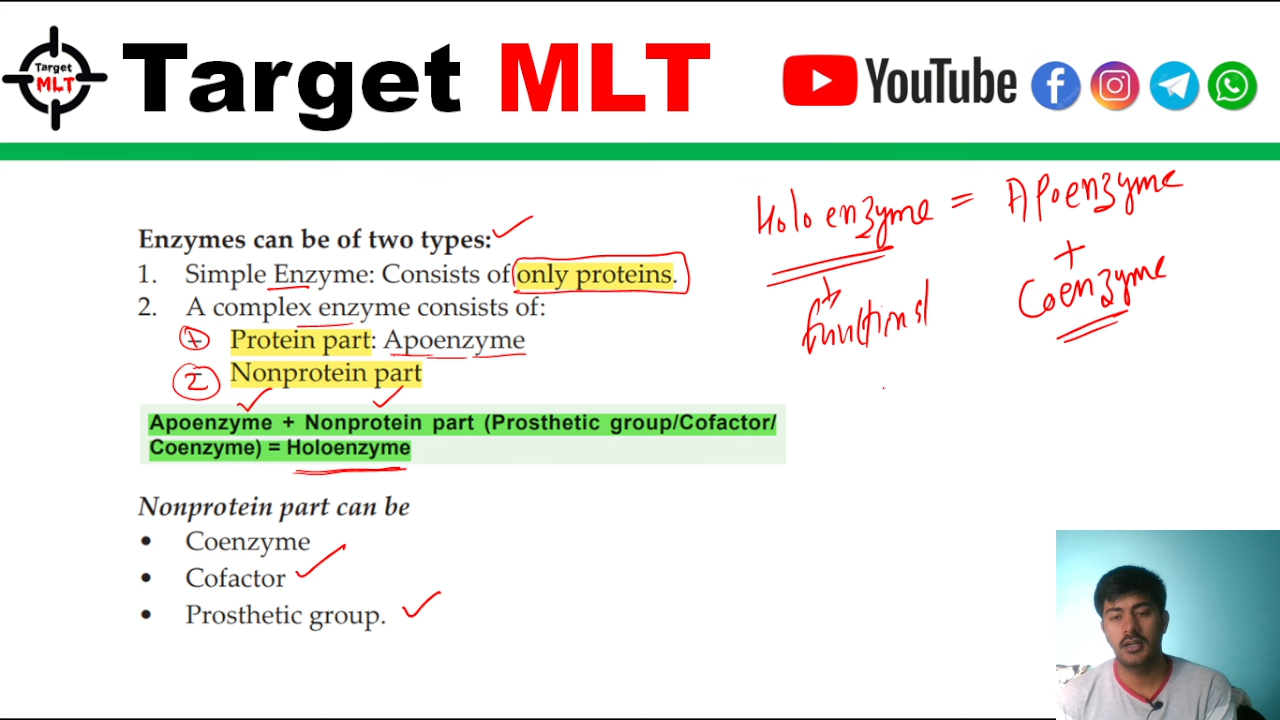 Target MLT
Target MLT
YouTube
Enzymes can be of two types:
1. Simple Enzyme: Consists of only proteins.
2. A complex enzyme consists of:
1 Protein part: Apoenzyme
2 Nonprotein part
Apoenzyme + Nonprotein part (Prosthetic group/Cofactor/
Coenzyme) = Holoenzyme
Nonprotein part can be
• Coenzyme
• Cofactor
• Prosthetic group.
Holoenzyme = Apoenzyme
+
Coenzyme
functional